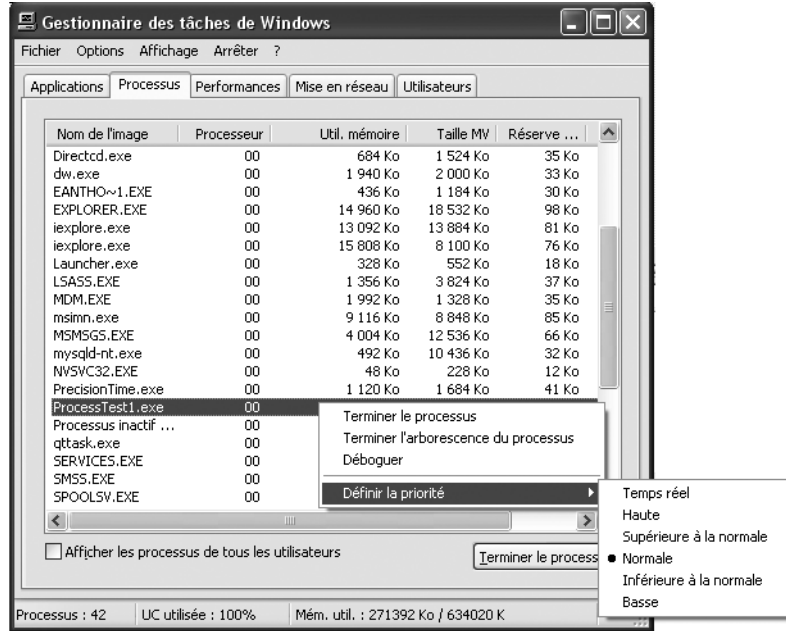 Gestionnaire des tâches de Windows
Fichier Options Affichage Arrêter ?
Applications Processus Performances Mise en réseau Utilisateurs
Nom de l'image Processeur Util. mémoire Taille MV Réserve ...
Directcd.exe 00 684 Ko 1 524 Ko 35 Ko
dw.exe 00 1 940 Ko 2 000 Ko 33 Ko
EANTHO~1.EXE 00 436 Ko 1 184 Ko 30 Ko
EXPLORER.EXE 00 14 960 Ko 18 532 Ko 98 Ko
iexplore.exe 00 13 092 Ko 13 884 Ko 81 Ko
iexplore.exe 00 15 808 Ko 8 100 Ko 76 Ko
Launcher.exe 00 328 Ko 552 Ko 18 Ko
LSASS.EXE 00 1 356 Ko 3 824 Ko 37 Ko
MDM.EXE 00 1 992 Ko 1 328 Ko 35 Ko
msimn.exe 00 9 116 Ko 8 848 Ko 85 Ko
MSMSGS.EXE 00 4 004 Ko 12 536 Ko 66 Ko
mysqld-nt.exe 00 492 Ko 10 436 Ko 32 Ko
NVSVC32.EXE 00 48 Ko 228 Ko 12 Ko
PrecisionTime.exe 00 1 120 Ko 1 684 Ko 41 Ko
ProcessTest1.exe 00
Processus inactif ... 00
qttask.exe 00
SERVICES.EXE 00
SMSS.EXE 00
SPOOLSV.EXE 00
Terminer le processus
Terminer l'arborescence du processus
Déboguer
Définir la priorité
Temps réel
Haute
Supérieure à la normale
Normale
Inférieure à la normale
Basse
Afficher les processus de tous les utilisateurs
Terminer le process
Processus : 42 UC utilisée : 100% Mém. util. : 271392 Ko / 634020 K